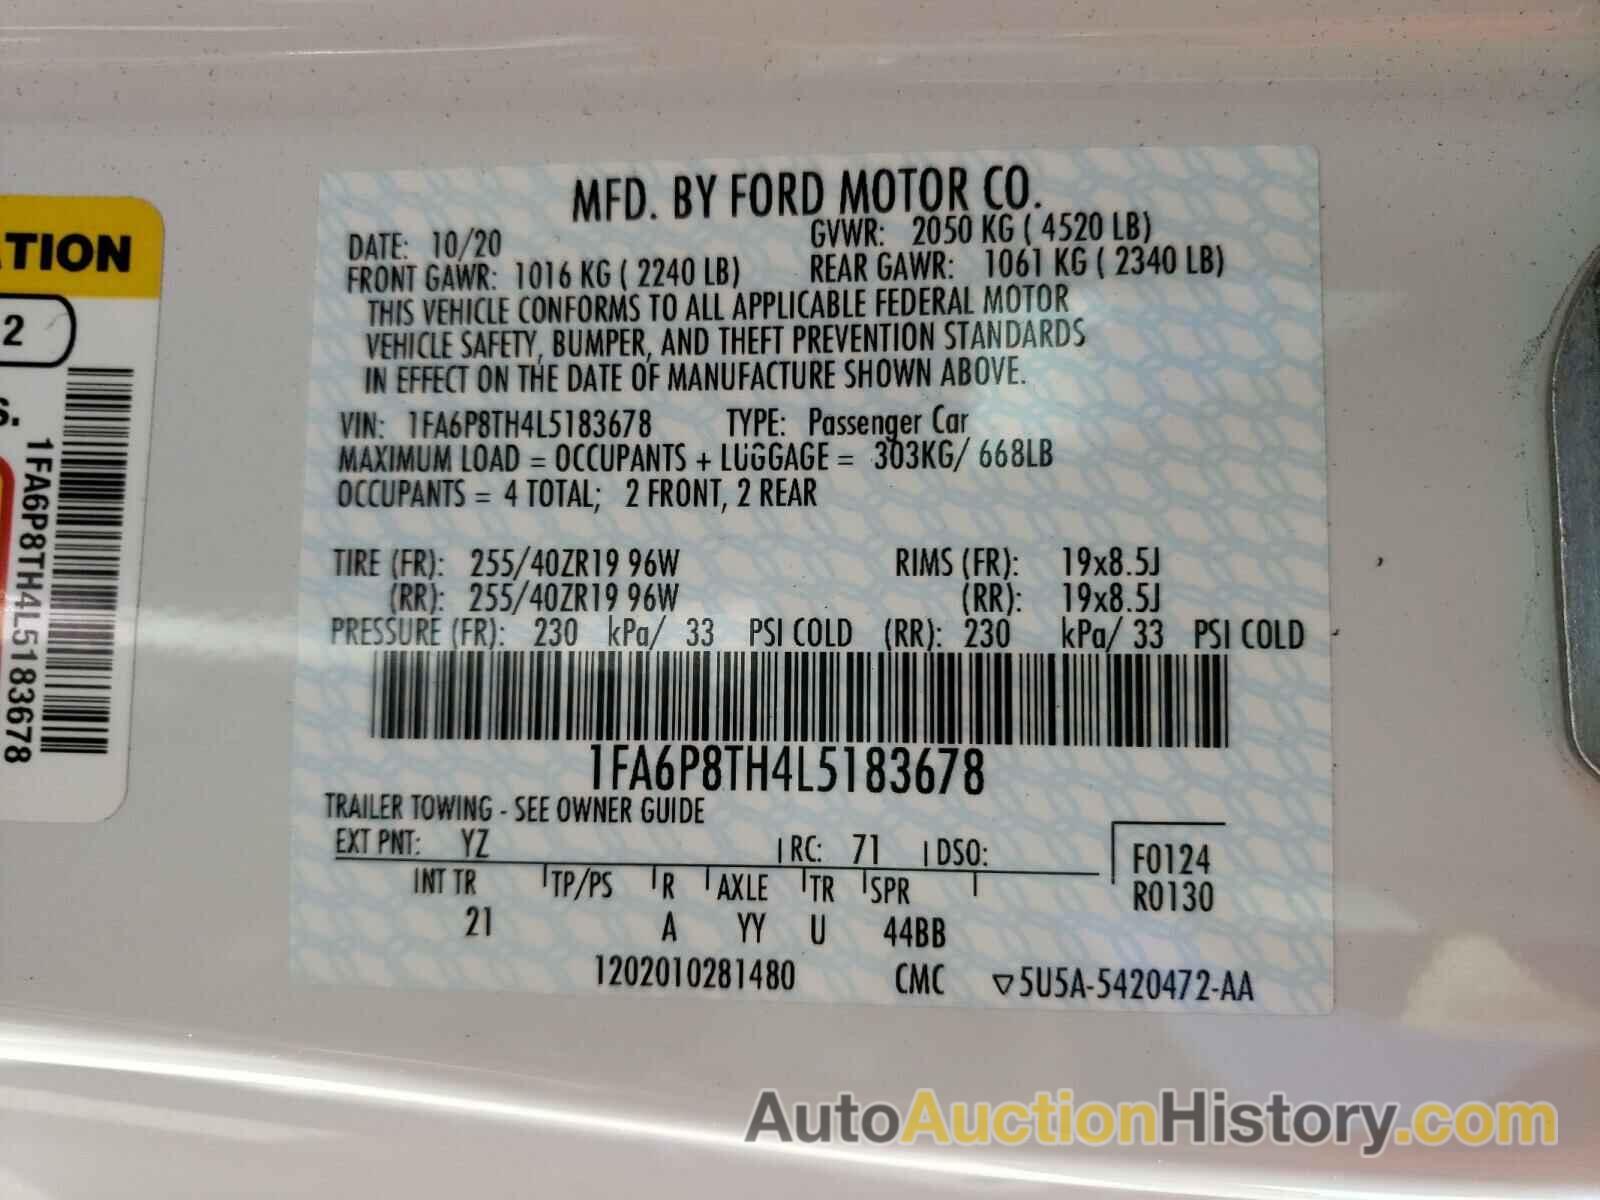 MFD. BY FORD MOTOR CO.
DATE: 10/20 GVWR: 2050 KG ( 4520 LB)
FRONT GAWR: 1016 KG ( 2240 LB) REAR GAWR: 1061 KG ( 2340 LB)
THIS VEHICLE CONFORMS TO ALL APPLICABLE FEDERAL MOTOR
VEHICLE SAFETY, BUMPER, AND THEFT PREVENTION STANDARDS
IN EFFECT ON THE DATE OF MANUFACTURE SHOWN ABOVE.
VIN: 1FA6P8TH4L5183678 TYPE: Passenger Car
MAXIMUM LOAD = OCCUPANTS + LUGGAGE = 303KG/ 668LB
OCCUPANTS = 4 TOTAL; 2 FRONT, 2 REAR
TIRE (FR): 255/40ZR19 96W RIMS (FR): 19x8.5J
(RR): 255/40ZR19 96W (RR): 19x8.5J
PRESSURE (FR): 230 kPa/ 33 PSI COLD (RR): 230 kPa/ 33 PSI COLD
1FA6P8TH4L5183678
TRAILER TOWING - SEE OWNER GUIDE
EXT PNT: YZ RC: 71 DSO:
F0124
R0130
INT TR TP/PS R AXLE TR SPR
21 A YY U 44BB
1202010281480 CMC 5U5A-5420472-AA
ATION
2
S.
1FA6P8TH4L5183678
AutoAuctionHistory.com